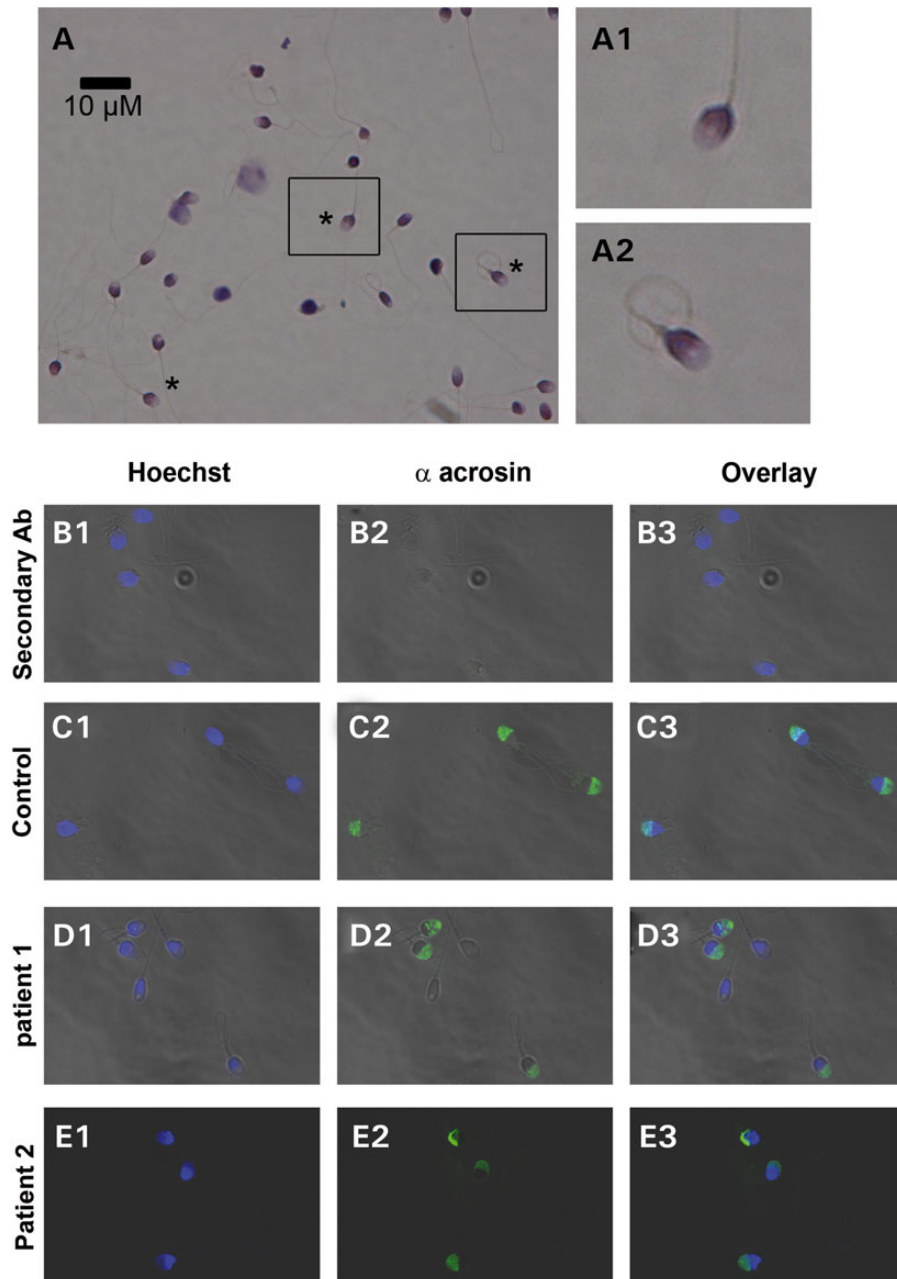 A
10 µM
*
*
*
A1
A2
Hoechst
α acrosin
Overlay
Secondary Ab
B1
B2
B3
Control
C1
C2
C3
patient 1
D1
D2
D3
Patient 2
E1
E2
E3